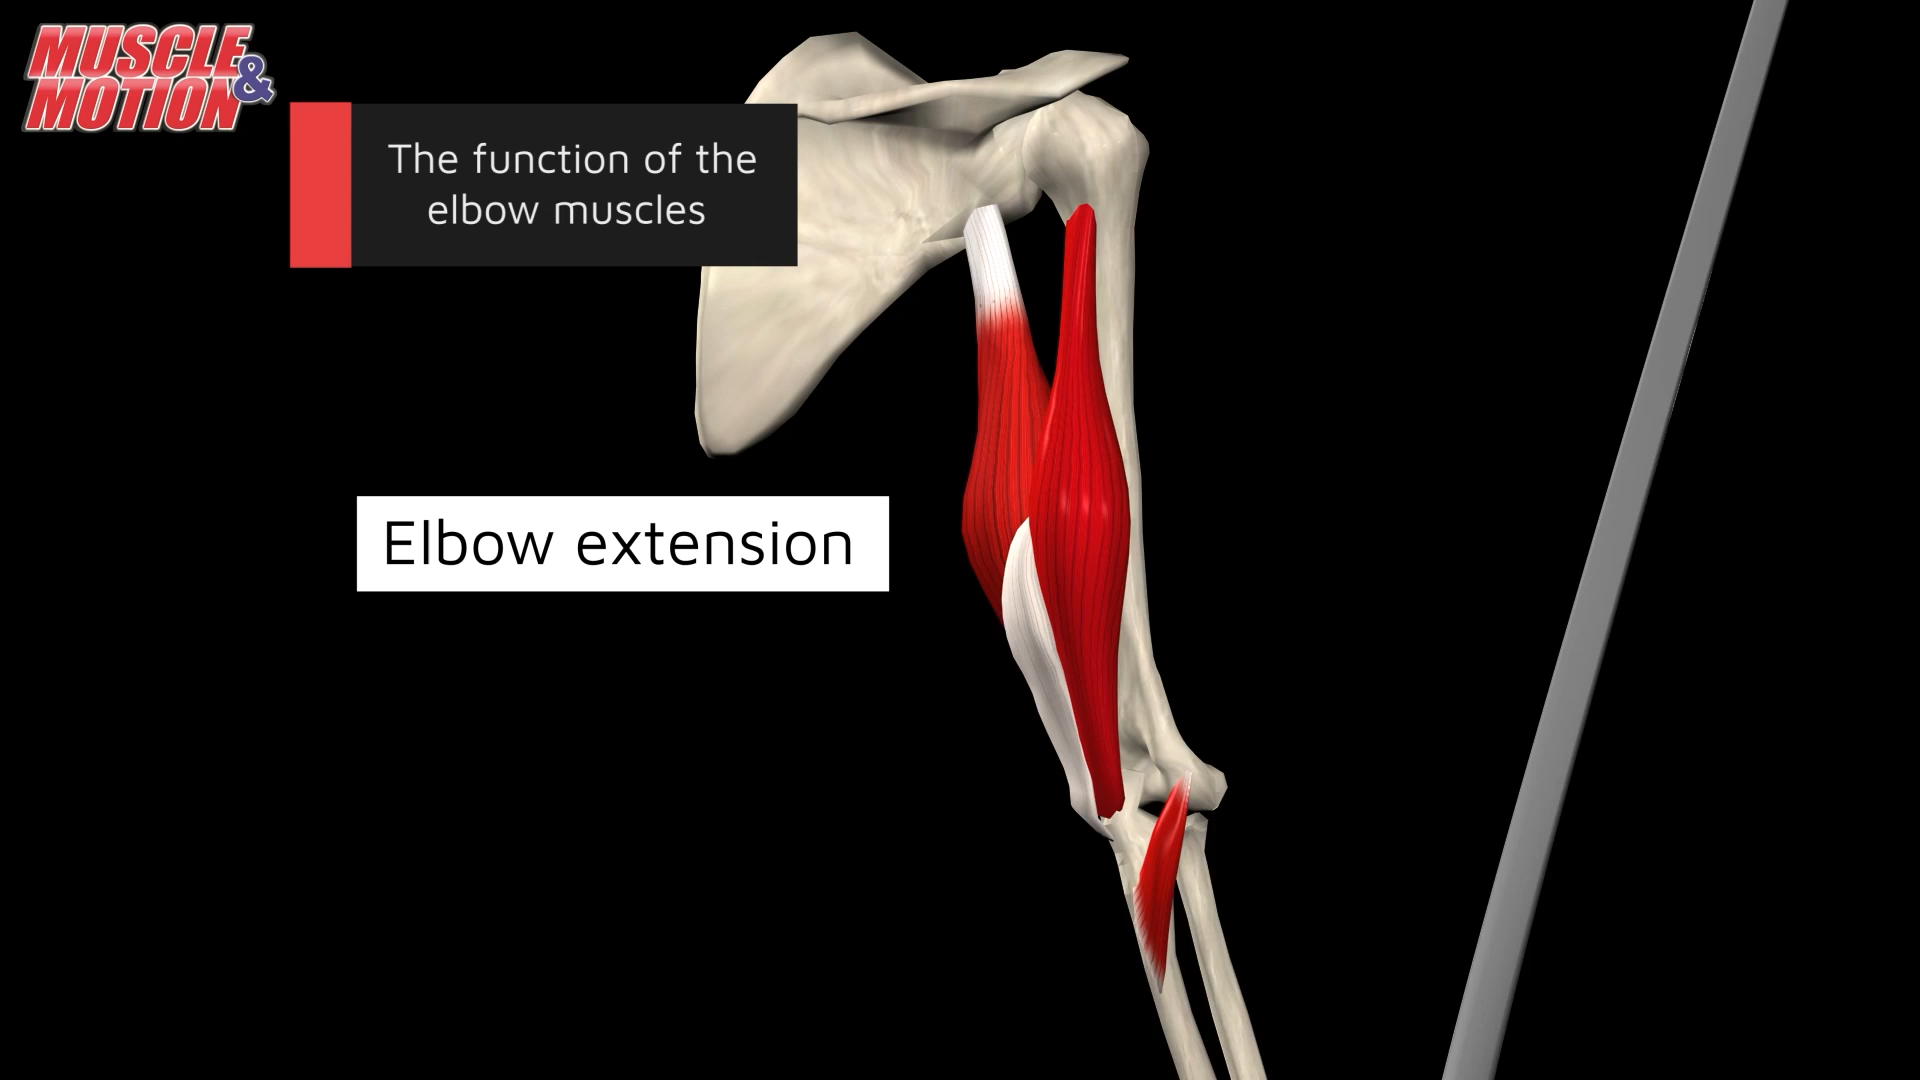 MUSCLE &
MOTION
The function of the
elbow muscles
Elbow extension